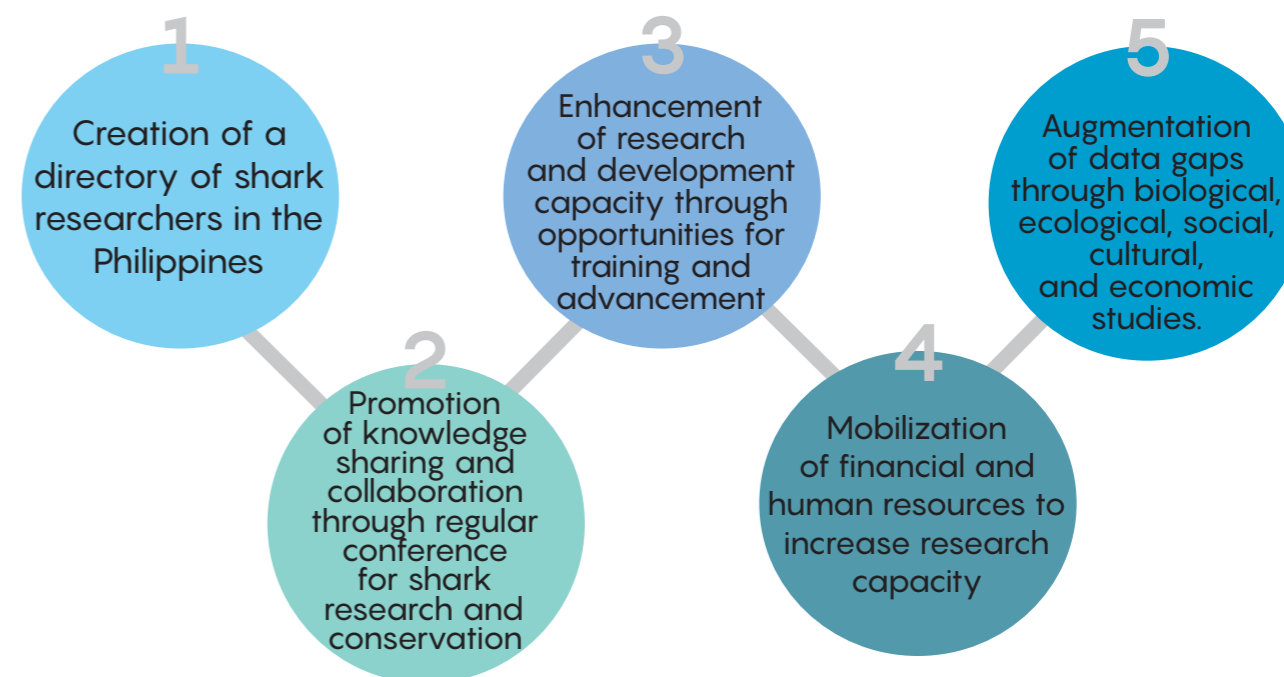 1
Creation of a
directory of shark
researchers in the
Philippines
2
Promotion
of knowledge
sharing and
collaboration
through regular
conference
for shark
research and
conservation
3
Enhancement
of research
and development
capacity through
opportunities for
training and
advancement
4
Mobilization
of financial and
human resources to
increase research
capacity
5
Augmentation
of data gaps
through biological,
ecological, social,
cultural,
and economic
studies.